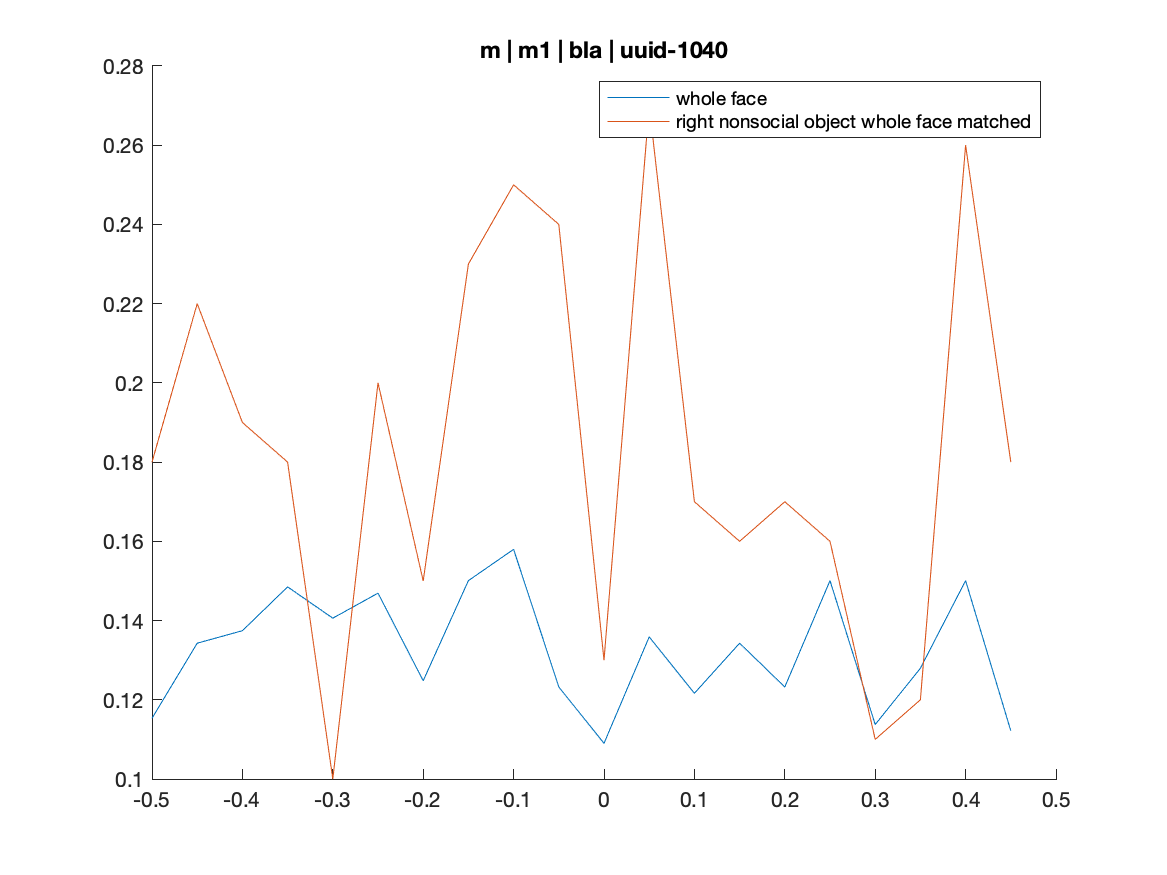 m | m1 | bla | uuid-1040
0.28
whole face
right nonsocial object whole face matched
0.26
0.24
0.22
0.2
0.18
0.16
0.14
0.12
0.1
-0.5 -0.4 -0.3 -0.2 -0.1 0 0.1 0.2 0.3 0.4 0.5